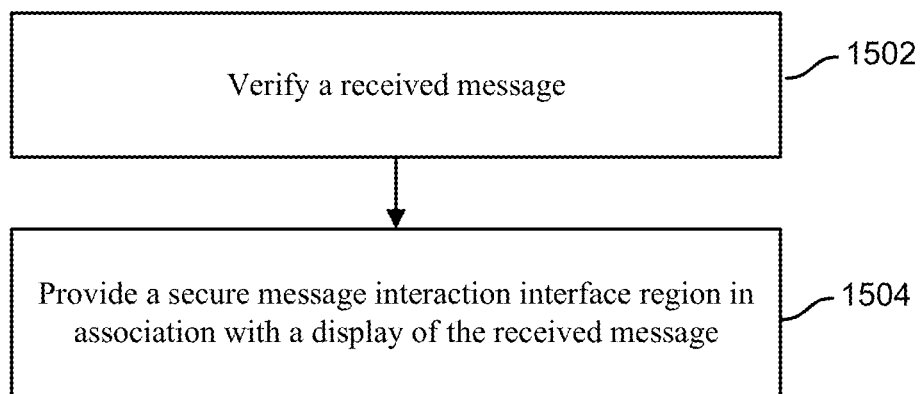 Verify a received message
1502
Provide a secure message interaction interface region in
association with a display of the received message
1504